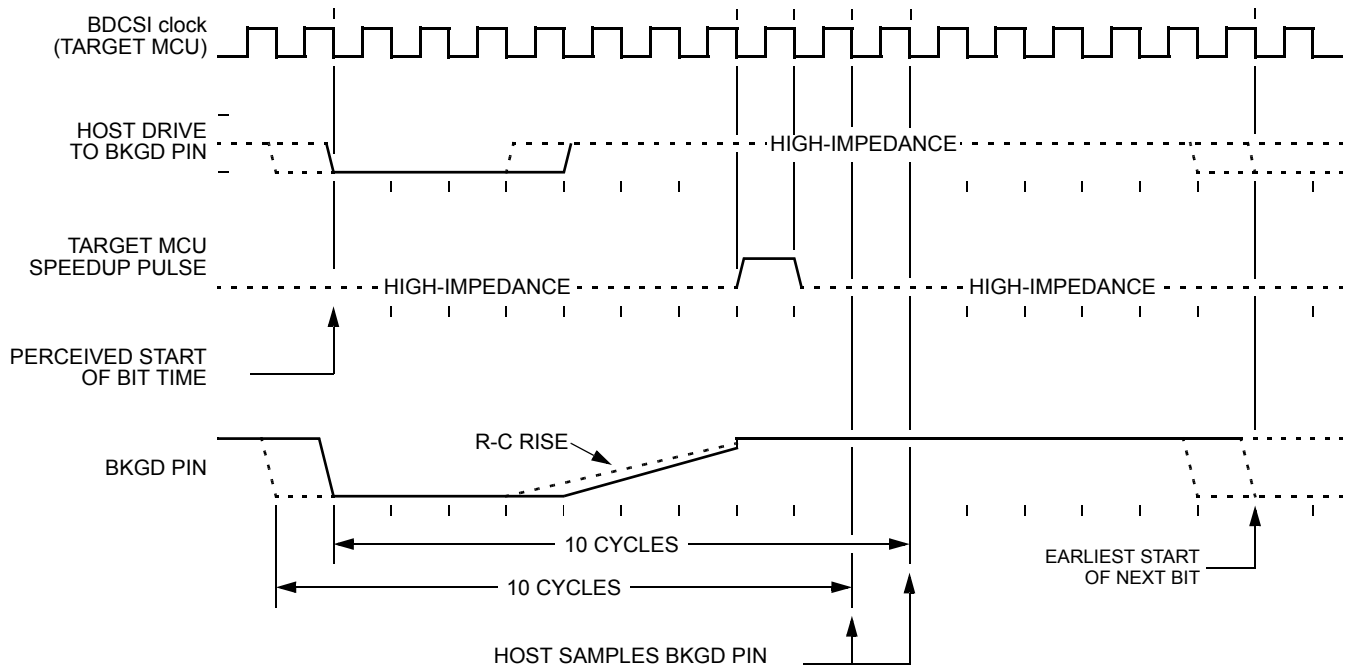 BDCSI clock
(TARGET MCU)
HOST DRIVE
TO BKGD PIN
HIGH-IMPEDANCE
TARGET MCU
SPEEDUP PULSE
HIGH-IMPEDANCE
HIGH-IMPEDANCE
PERCEIVED START
OF BIT TIME
R-C RISE
BKGD PIN
10 CYCLES
EARLIEST START
OF NEXT BIT
10 CYCLES
HOST SAMPLES BKGD PIN